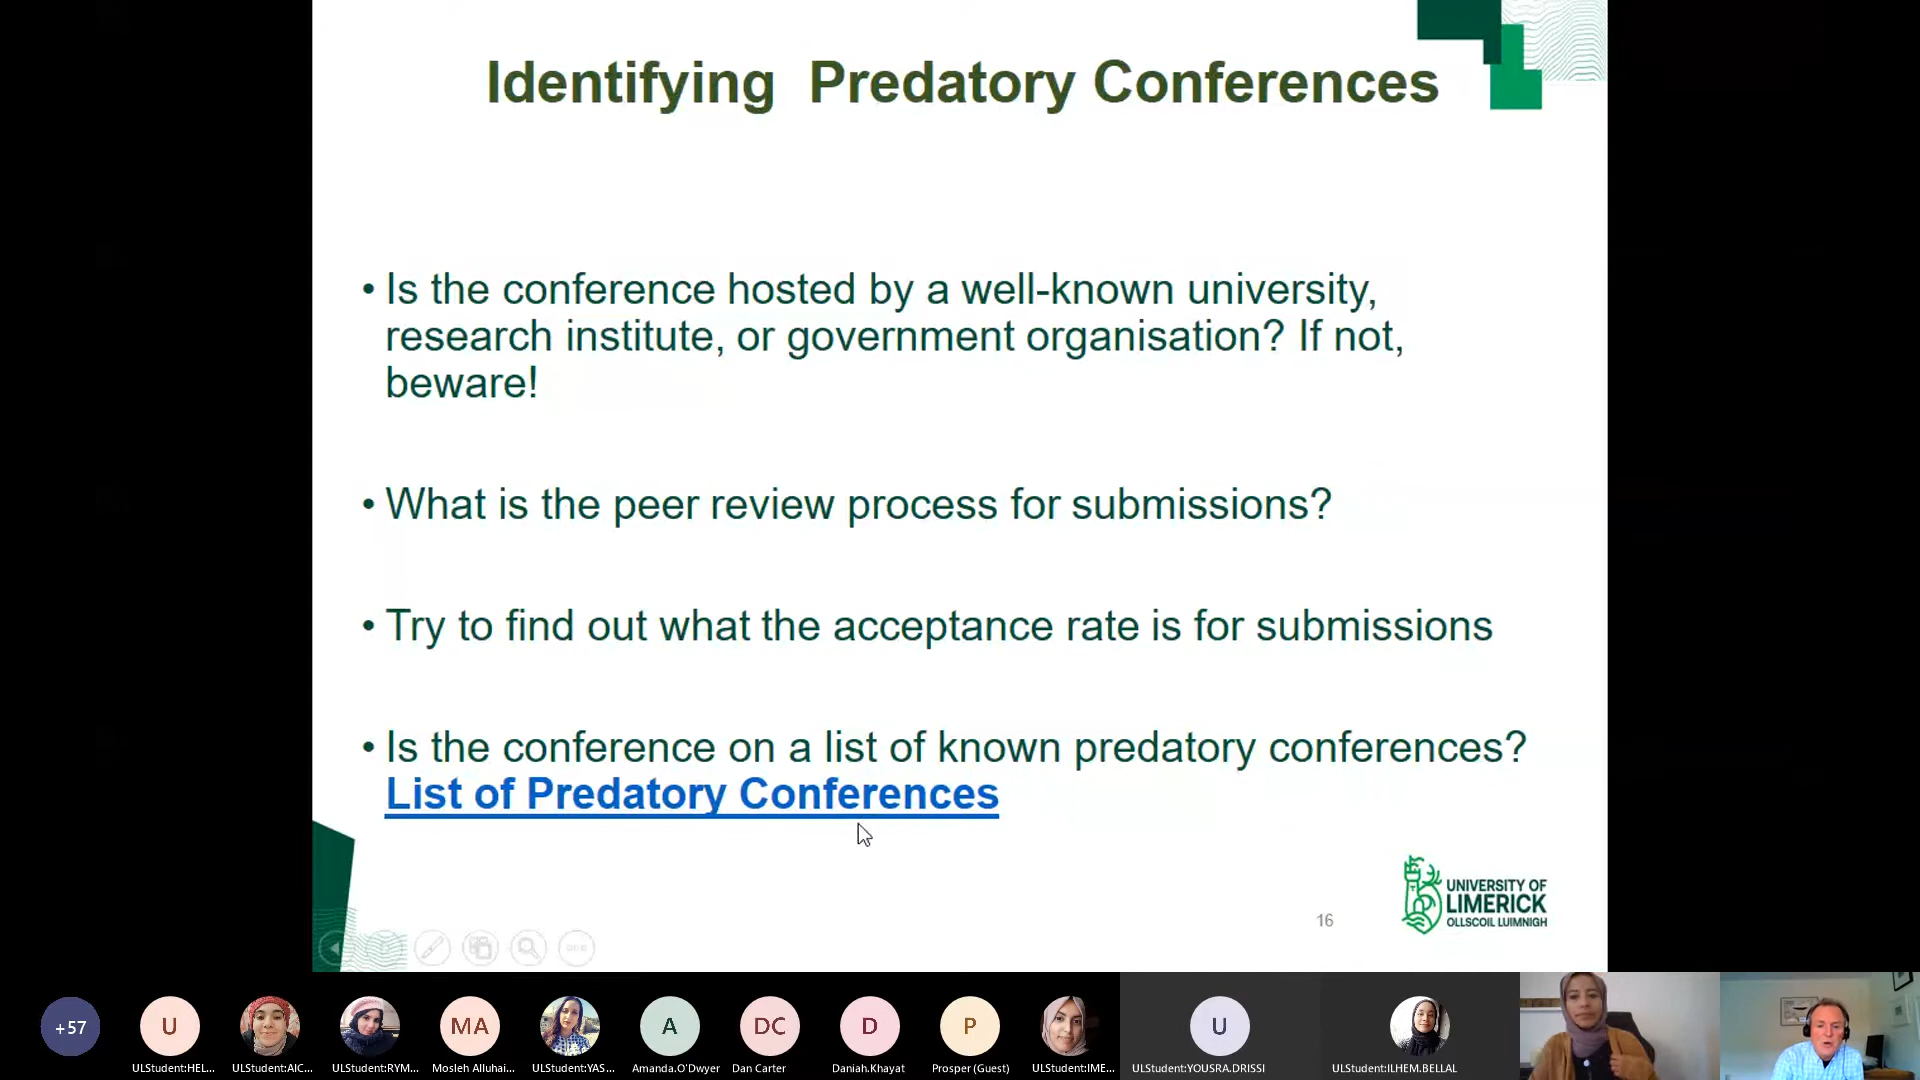 Identifying Predatory Conferences
• Is the conference hosted by a well-known university,
research institute, or government organisation? If not,
beware!
• What is the peer review process for submissions?
• Try to find out what the acceptance rate is for submissions
• Is the conference on a list of known predatory conferences?
List of Predatory Conferences
16
UNIVERSITY OF
LIMERICK
OLLSCOIL LUIMNIGH
+57
U
MA
A
DC
D
P
U
ULStudent:HEL...
ULStudent:AIC...
ULStudent:RYM...
Mosleh Alluhai...
ULStudent:YAS...
Amanda.O'Dwyer
Dan Carter
Daniah.Khayat
Prosper (Guest)
ULStudent:IME...
ULStudent:YOUSRA.DRISSI
ULStudent:ILHEM.BELLAL